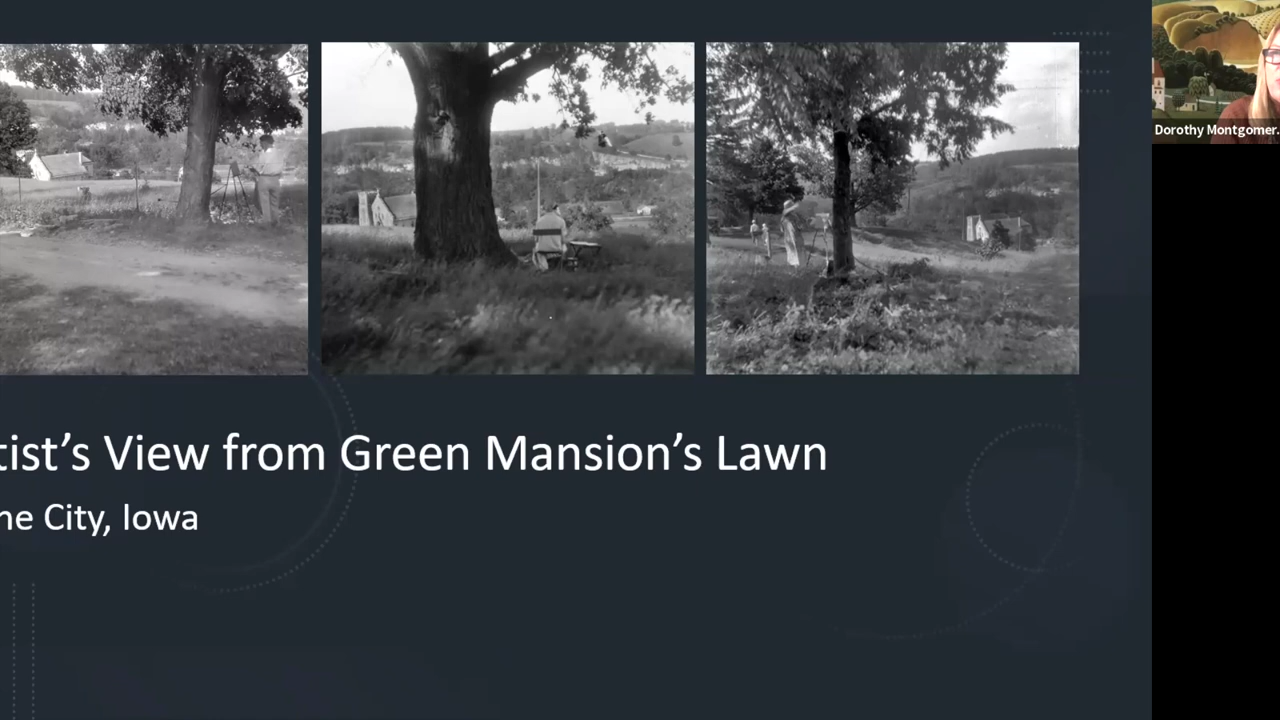 tist’s View from Green Mansion’s Lawn
ne City, Iowa
Dorothy Montgomer.